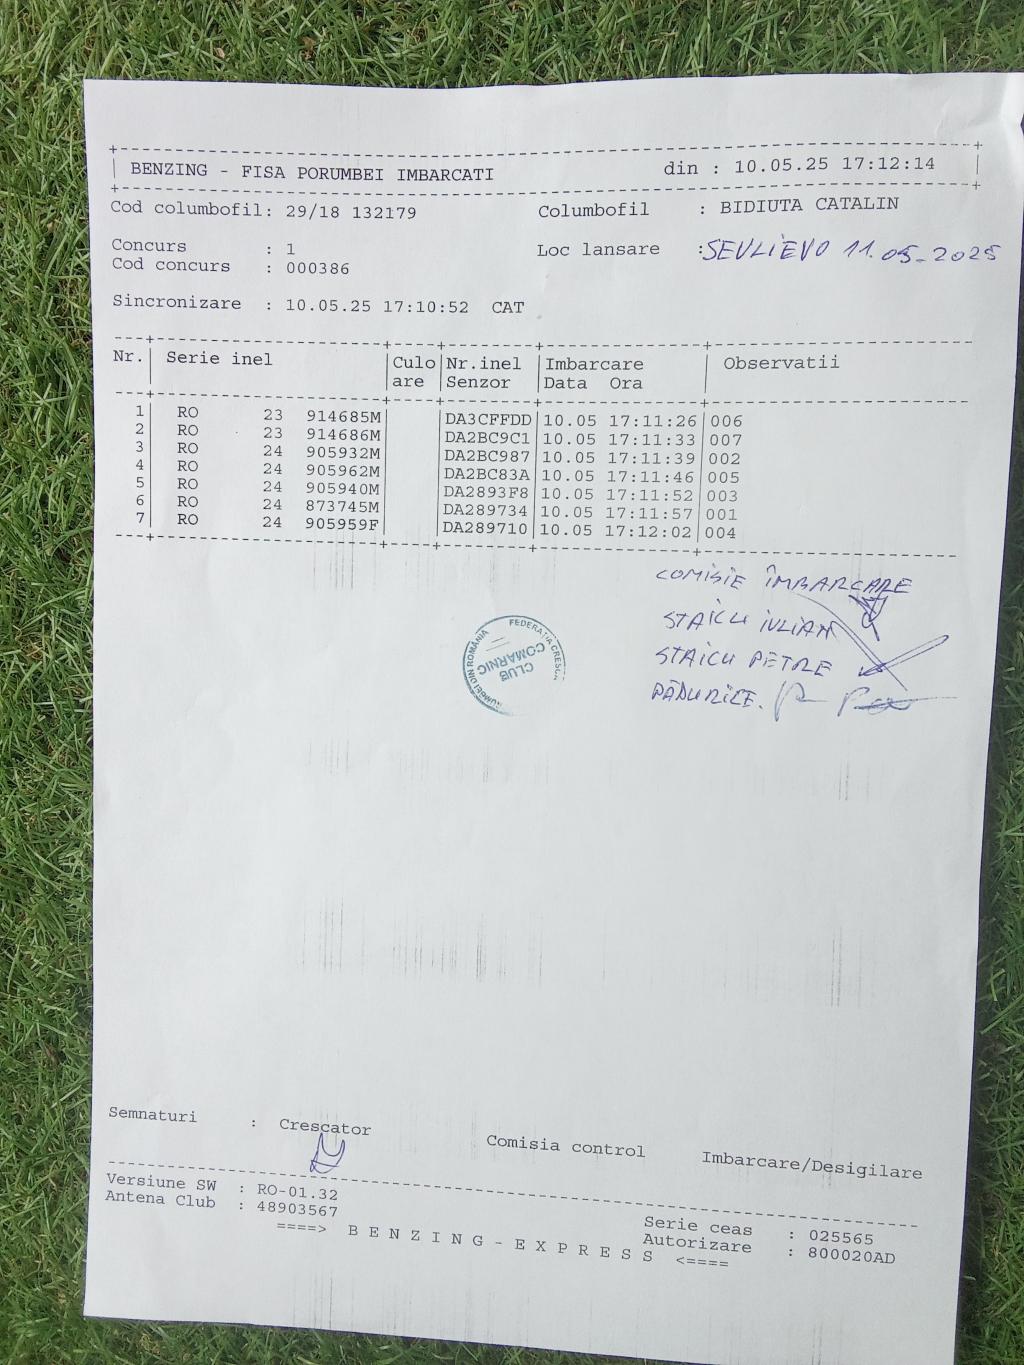 BENZING - FISA PORUMBEI IMBARCATI din : 10.05.25 17:12:14
Cod columbofil: 29/18 132179 Columbofil : BIDIUTA CATALIN
Concurs : 1 Loc lansare : SEVLIEVO 11.05.2025
Cod concurs : 000386
Sincronizare : 10.05.25 17:10:52 CAT
Nr. Serie inel Culo Nr.inel Imbarcare Observatii
are Senzor Data Ora
1 RO 23 914685M DA3CFFDD 10.05 17:11:26 006
2 RO 23 914686M DA2BC9C1 10.05 17:11:33 007
3 RO 24 905932M DA2BC987 10.05 17:11:39 002
4 RO 24 905962M DA2BC83A 10.05 17:11:46 005
5 RO 24 905940M DA2893F8 10.05 17:11:52 003
6 RO 24 873745M DA289734 10.05 17:11:57 001
7 RO 24 905959F DA289710 10.05 17:12:02 004
COMISIE ÎMBARCARE
STAICU IULIAN
STAICU PETRE
FEDERAȚIA CRESC
DIN ROMÂNIA
CLUB
COMARNIC
Semnaturi : Crescator Comisia control Imbarcare/Desigilare
Versiune SW : RO-01.32 Serie ceas : 025565
Antena Club : 48903567 Autorizare : 800020AD
====> B E N Z I N G - E X P R E S S <====